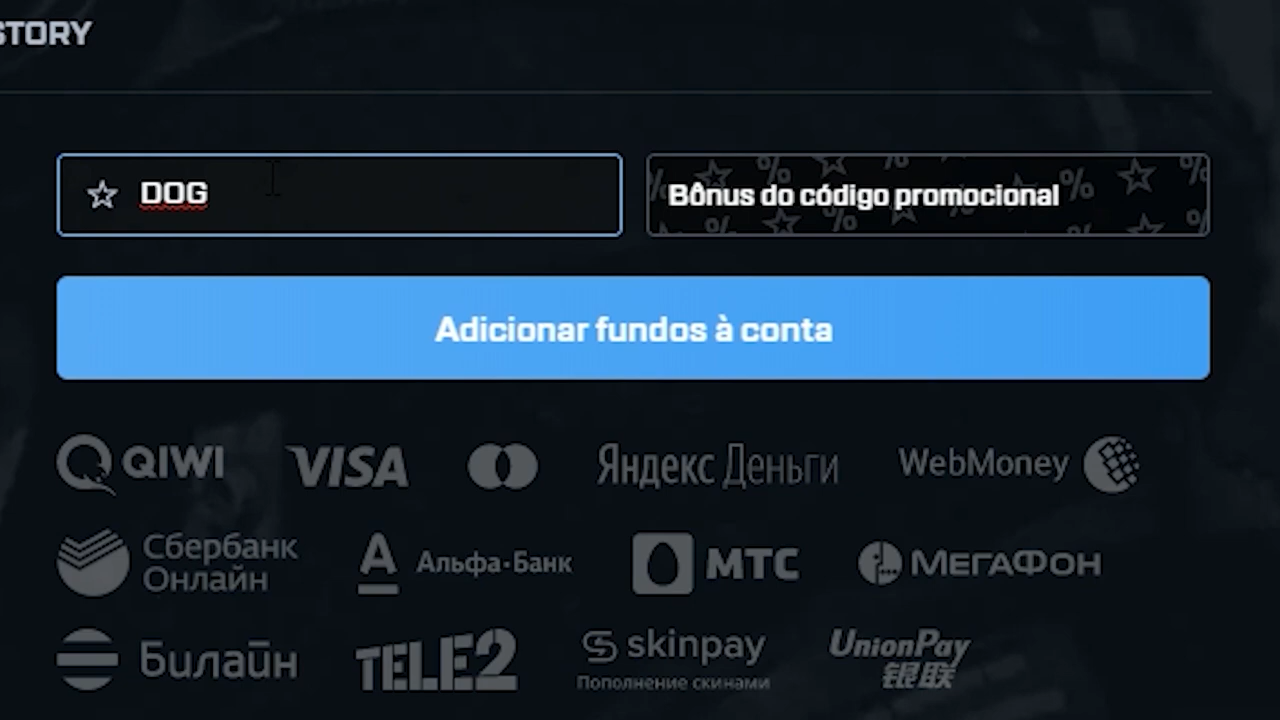 STORY
DOG
Bônus do código promocional
Adicionar fundos à conta
QIWI VISA Яндекс Деньги WebMoney
Сбербанк
Онлайн
А Альфа·Банк МТС МЕГАФОН
Билайн TELE2 skinpay
Пополнение скинами
UnionPay
银联